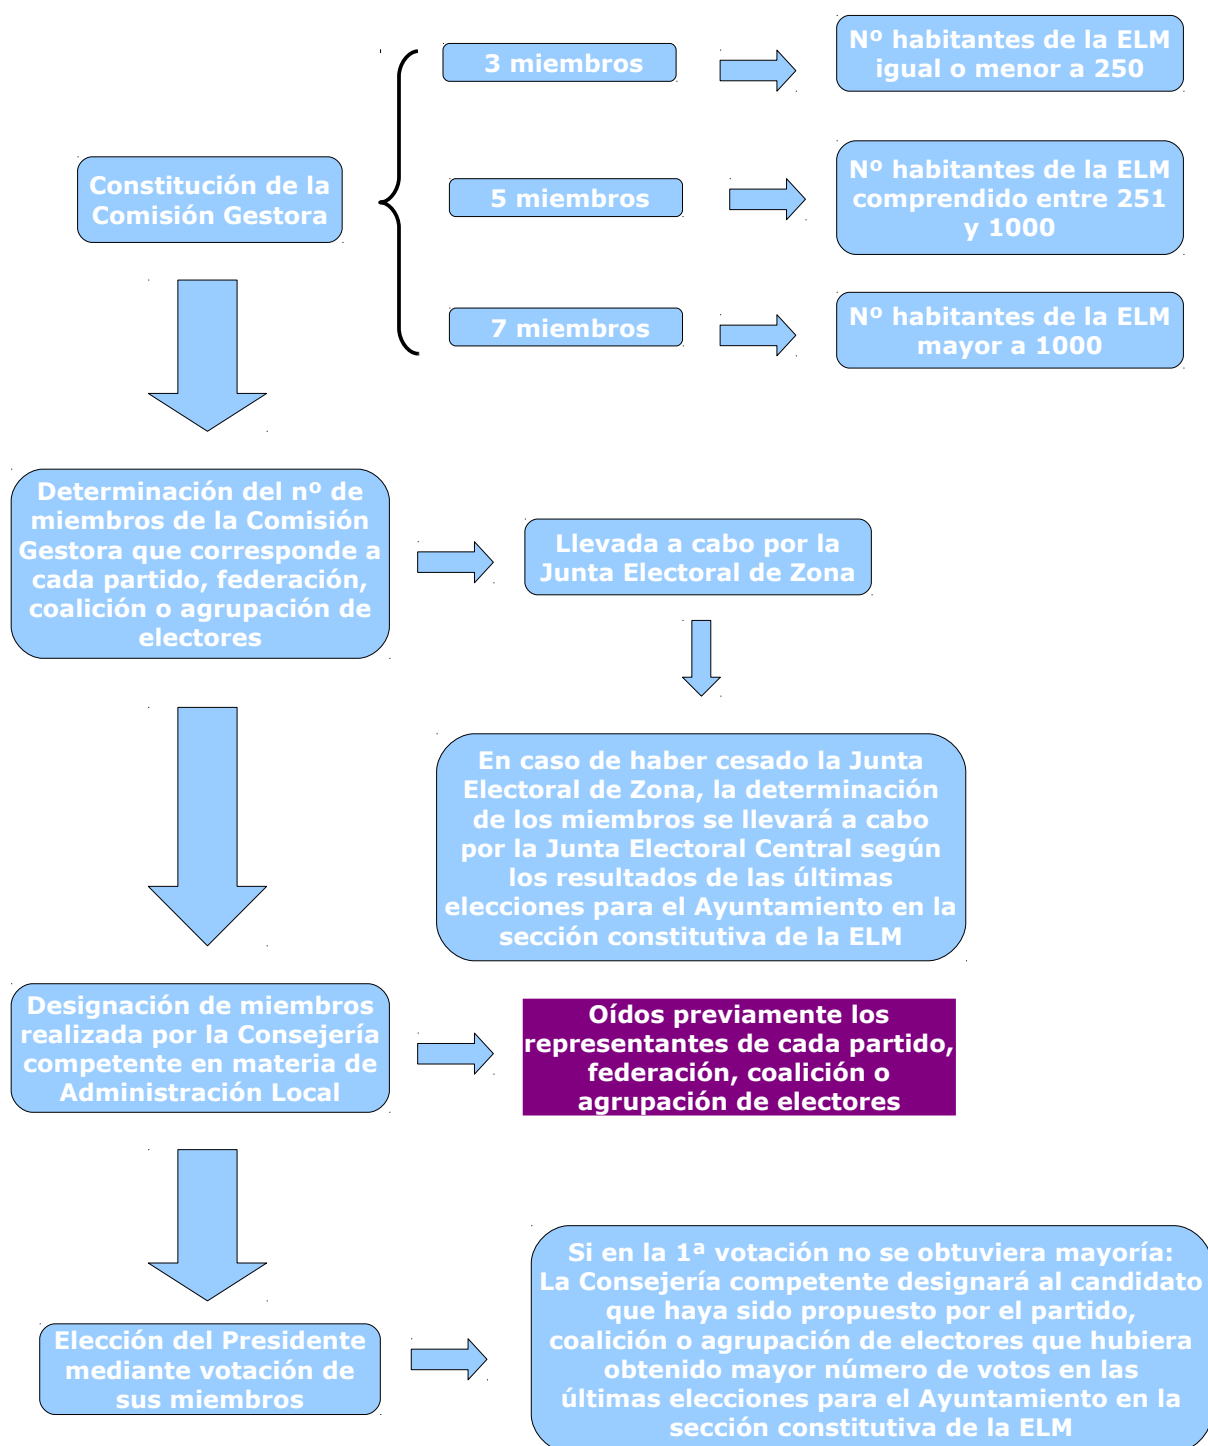 Constitución de la
Comisión Gestora
3 miembros
Nº habitantes de la ELM
igual o menor a 250
5 miembros
Nº habitantes de la ELM
comprendido entre 251
y 1000
7 miembros
Nº habitantes de la ELM
mayor a 1000
Determinación del nº de
miembros de la Comisión
Gestora que corresponde a
cada partido, federación,
coalición o agrupación de
electores
Llevada a cabo por la
Junta Electoral de Zona
En caso de haber cesado la Junta
Electoral de Zona, la determinación
de los miembros se llevará a cabo
por la Junta Electoral Central según
los resultados de las últimas
elecciones para el Ayuntamiento en la
sección constitutiva de la ELM
Designación de miembros
realizada por la Consejería
competente en materia de
Administración Local
Oídos previamente los
representantes de cada partido,
federación, coalición o
agrupación de electores
Elección del Presidente
mediante votación de
sus miembros
Si en la 1ª votación no se obtuviera mayoría:
La Consejería competente designará al candidato
que haya sido propuesto por el partido,
coalición o agrupación de electores que hubiera
obtenido mayor número de votos en las
últimas elecciones para el Ayuntamiento en la
sección constitutiva de la ELM